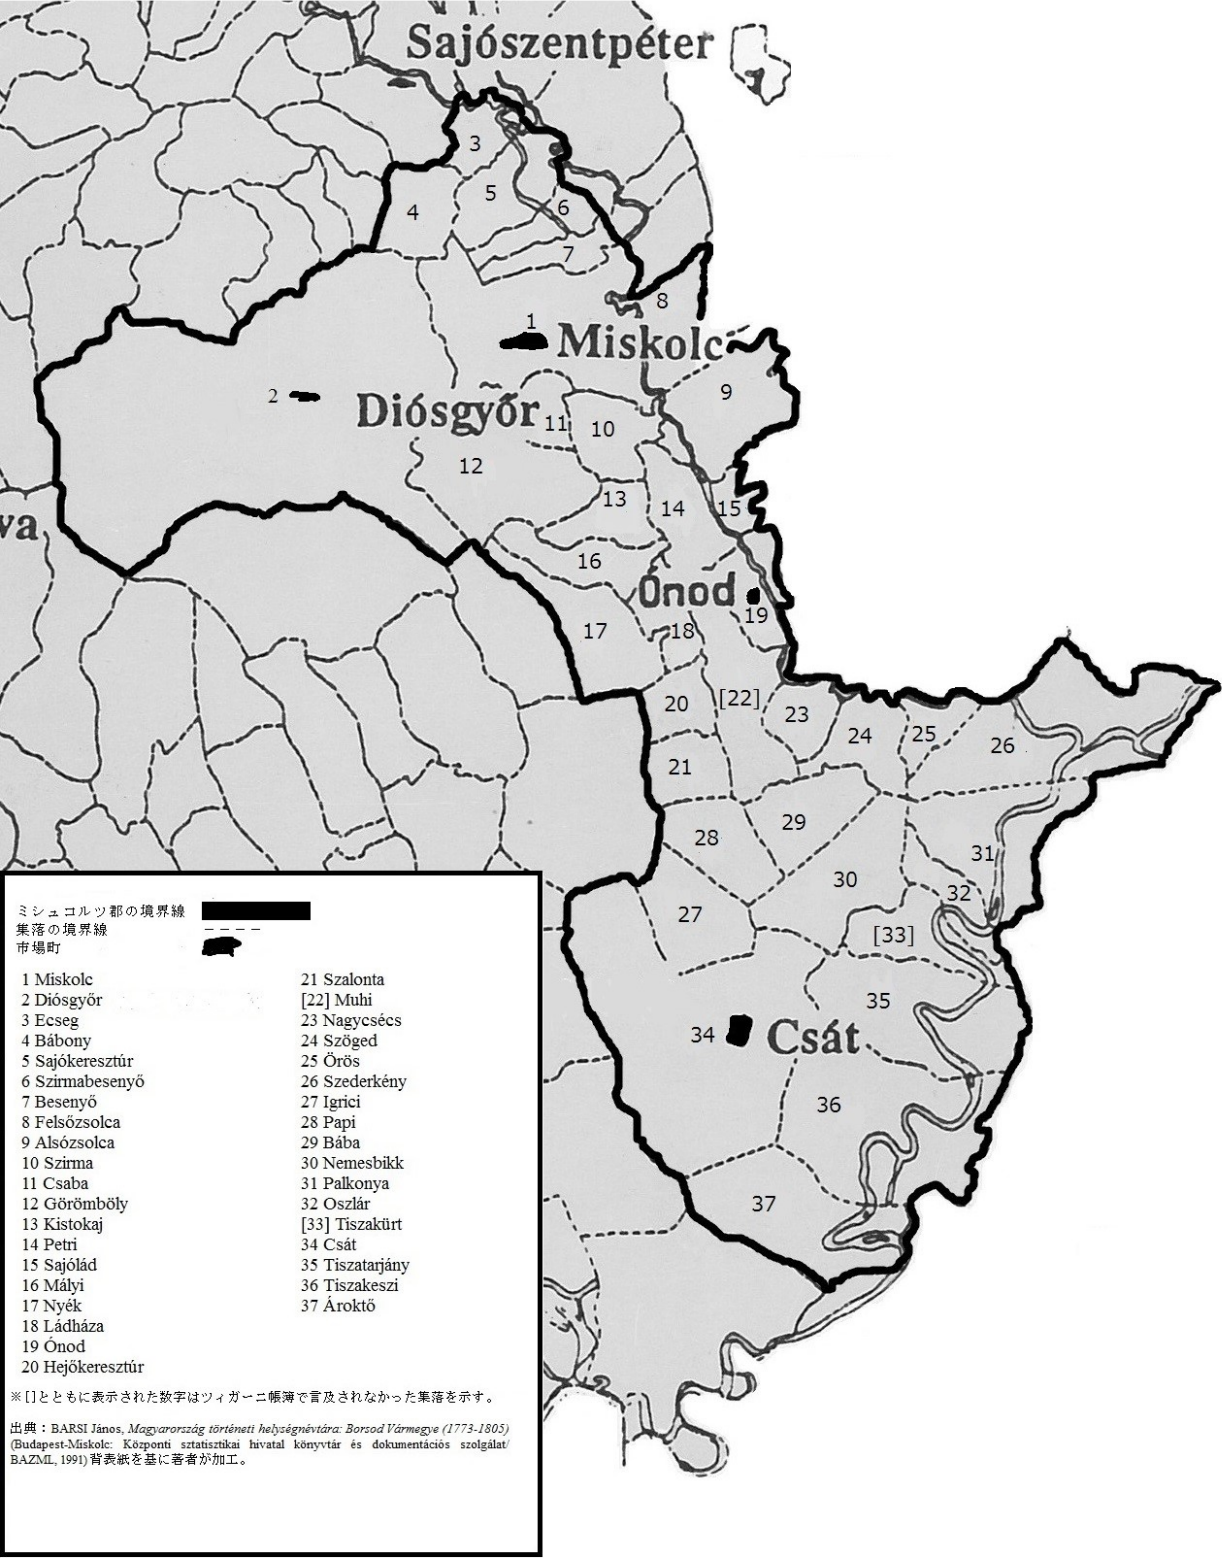 Sajószentpéter
3
5
4
6
7
8
1
Miskolc
2
Diósgyőr
9
11
10
12
13
14
15
va
16
Ónod
19
17
18
20
[22]
23
24
25
26
21
28
29
31
30
32
27
[33]
35
34
Csát
36
37
ミシュコルツ郡の境界線
集落の境界線
市場町
1 Miskolc
2 Diósgyőr
3 Ecseg
4 Bábony
5 Sajókeresztúr
6 Szirmabesenyő
7 Besenyő
8 Felsőzsolca
9 Alsózsolca
10 Szirma
11 Csaba
12 Görömböly
13 Kistokaj
14 Petri
15 Sajólád
16 Mályi
17 Nyék
18 Ládháza
19 Ónod
20 Hejőkeresztúr
21 Szalonta
[22] Muhi
23 Nagycsécs
24 Szöged
25 Örös
26 Szederkény
27 Igrici
28 Papi
29 Bába
30 Nemesbikk
31 Palkonya
32 Oszlár
[33] Tiszakürt
34 Csát
35 Tiszatarjány
36 Tiszakeszi
37 Ároktő
※[]とともに表示された数字はツィガーニ帳簿で言及されなかった集落を示す。
出典：BARSI János, Magyarország történeti helységnévtára: Borsod Vármegye (1773-1805)
(Budapest-Miskolc: Központi sztatisztikai hivatal könyvtár és dokumentációs szolgálat/
BAZML, 1991)背表紙を基に著者が加工。